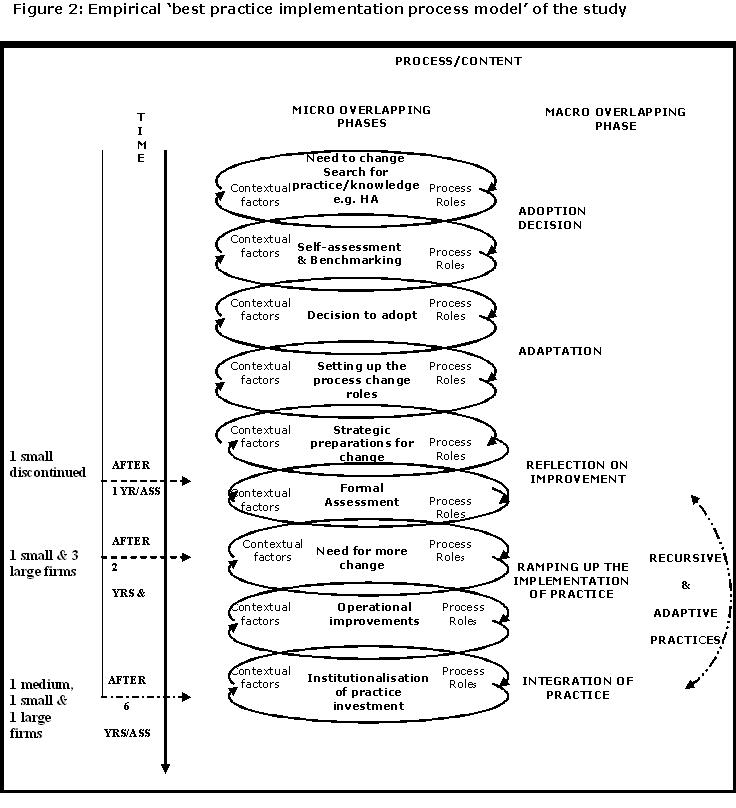 Figure 2: Empirical 'best practice implementation process model' of the study
PROCESS/CONTENT
T
I
M
E
MICRO OVERLAPPING
PHASES
MACRO OVERLAPPING
PHASE
Need to change
Search for
practice/knowledge
e.g. HA
Contextual
factors
Process
Roles
ADOPTION
DECISION
Contextual
factors
Self-assessment
& Benchmarking
Process
Roles
Contextual
factors
Decision to adopt
Process
Roles
ADAPTATION
Contextual
factors
Setting up the
process change
roles
Process
Roles
Contextual
factors
Strategic
preparations for
change
Process
Roles
1 small
discontinued
AFTER
1 YR/ASS
REFLECTION ON
IMPROVEMENT
Contextual
factors
Formal
Assessment
Process
Roles
1 small & 3
large firms
AFTER
2
YRS &
Contextual
factors
Need for more
change
Process
Roles
RAMPING UP THE
IMPLEMENTATION
OF PRACTICE
RECURSIVE
&
ADAPTIVE
PRACTICES
Contextual
factors
Operational
improvements
Process
Roles
1 medium,
1 small &
1 large
firms
AFTER
6
YRS/ASS
Contextual
factors
Institutionalisation
of practice
investment
Process
Roles
INTEGRATION OF
PRACTICE